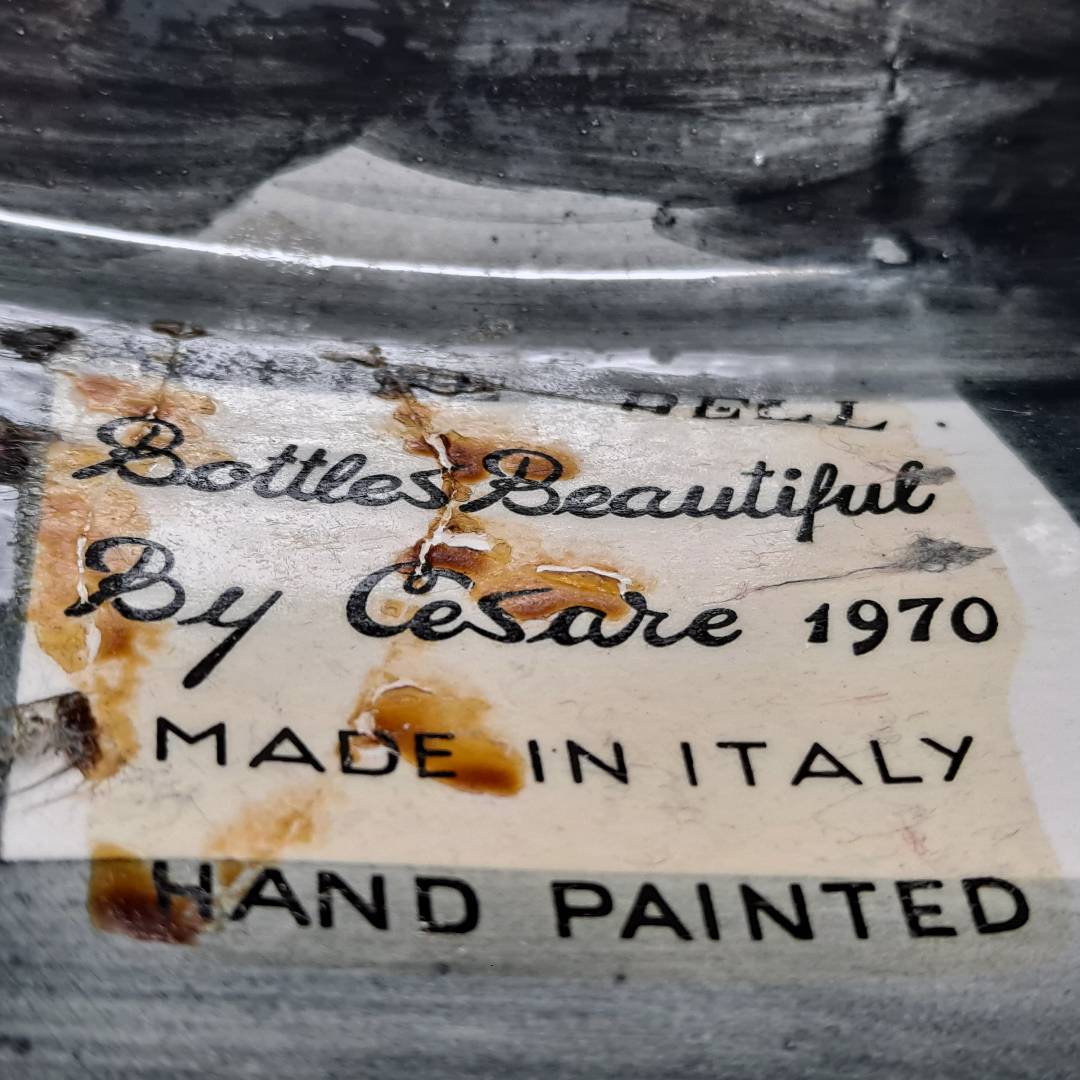 Bottles Beautiful
By Cesare 1970
MADE IN ITALY
HAND PAINTED